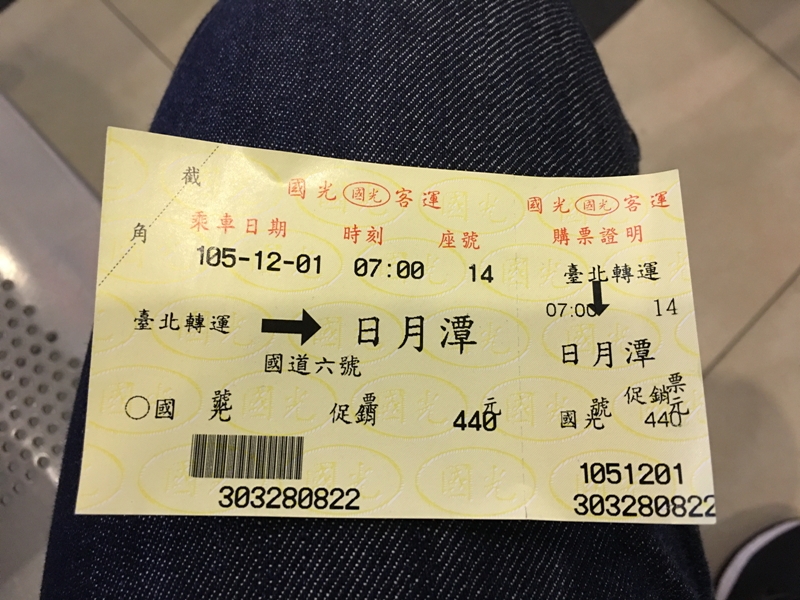 截
角
國光 國光 客運
乘車日期 時刻 座號
105-12-01 07:00 14
臺北轉運 → 日月潭
國道六號
○國光號 促銷票 440元
303280822
國光 國光 客運
購票證明
臺北轉運
↓
07:00 14
日月潭
國光號 促銷票 440元
1051201
303280822